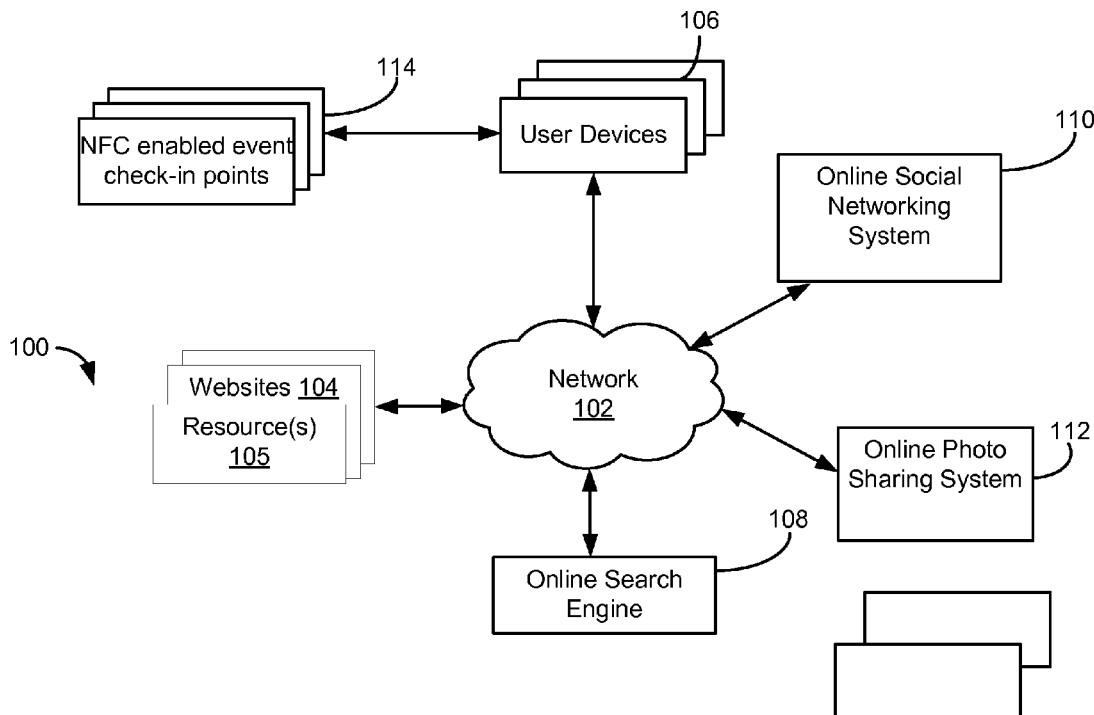 106
114
NFC enabled event
check-in points
User Devices
110
Online Social
Networking
System
100
Websites 104
Resource(s)
105
Network
102
112
Online Photo
Sharing System
108
Online Search
Engine